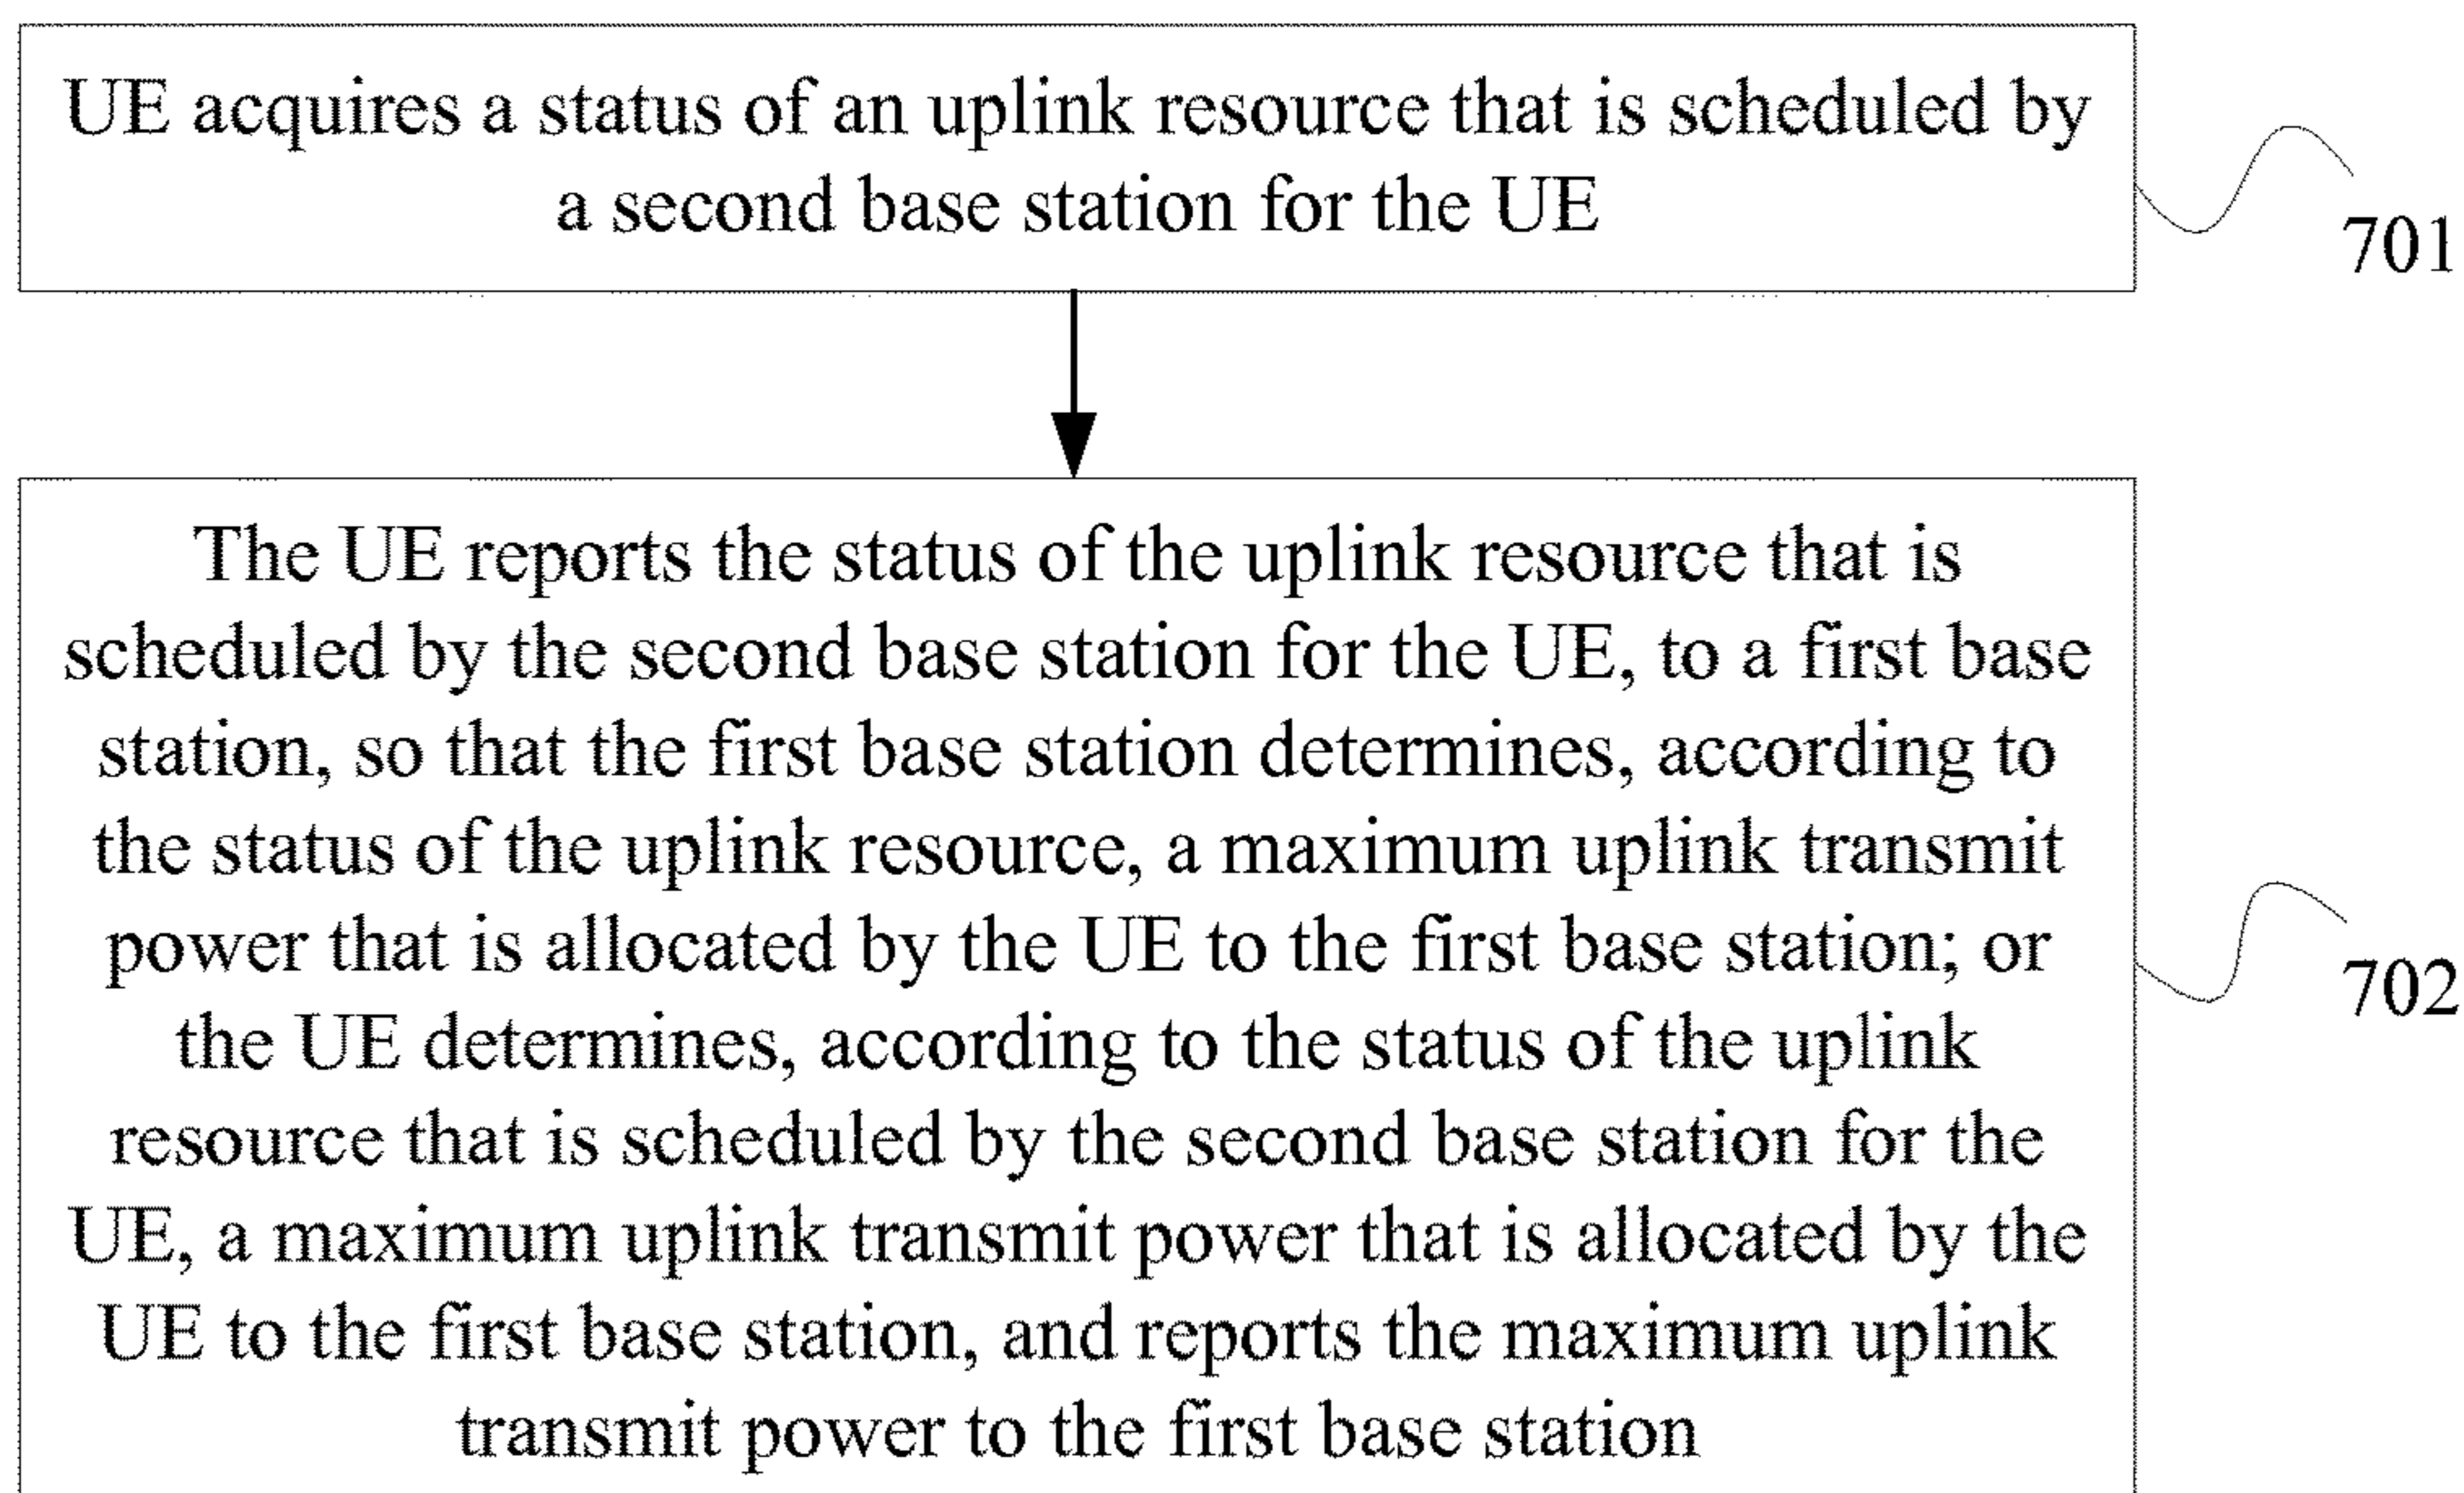 UE acquires a status of an uplink resource that is scheduled by
a second base station for the UE
701
The UE reports the status of the uplink resource that is
scheduled by the second base station for the UE, to a first base
station, so that the first base station determines, according to
the status of the uplink resource, a maximum uplink transmit
power that is allocated by the UE to the first base station; or
the UE determines, according to the status of the uplink
resource that is scheduled by the second base station for the
UE, a maximum uplink transmit power that is allocated by the
UE to the first base station, and reports the maximum uplink
transmit power to the first base station
702